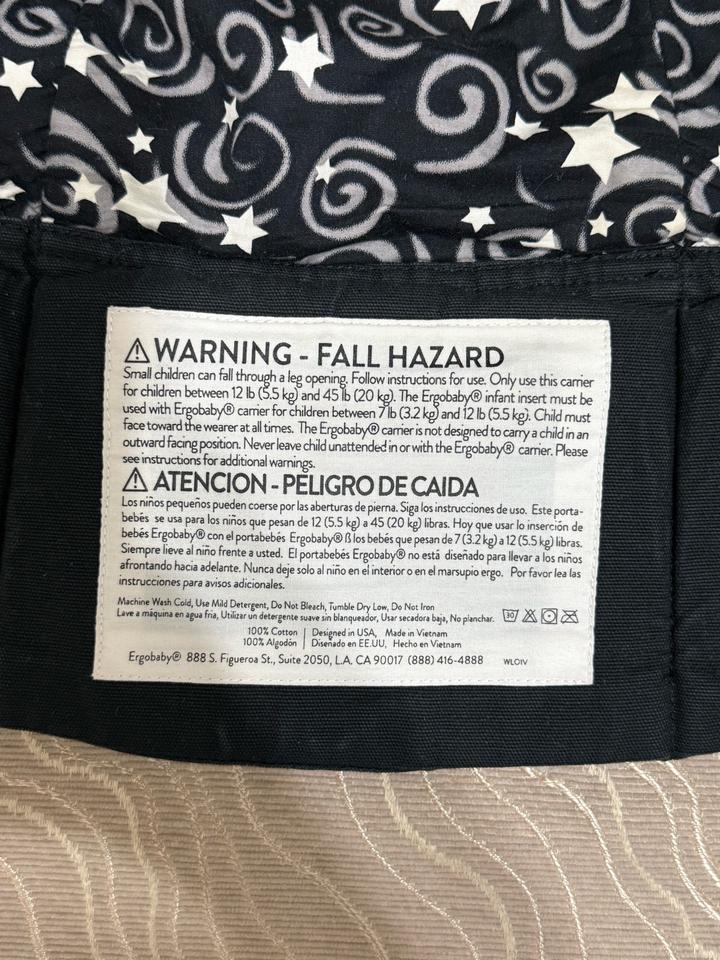 ⚠ WARNING - FALL HAZARD
Small children can fall through a leg opening. Follow instructions for use. Only use this carrier
for children between 12 lb (5.5 kg) and 45 lb (20 kg). The Ergobaby® infant insert must be
used with Ergobaby® carrier for children between 7 lb (3.2 kg) and 12 lb (5.5 kg). Child must
face toward the wearer at all times. The Ergobaby® carrier is not designed to carry a child in an
outward facing position. Never leave child unattended in or with the Ergobaby® carrier. Please
see instructions for additional warnings.
⚠ ATENCION - PELIGRO DE CAIDA
Los niños pequeños pueden coerse por las aberturas de pierna. Siga los instrucciones de uso. Este porta-
bebés se usa para los niños que pesan de 12 (5.5 kg) a 45 (20 kg) libras. Hoy que usar lo inserción de
bebés Ergobaby® con el portabebés Ergobaby® ß los bebés que pesan de 7 (3.2 kg) a 12 (5.5 kg) libras.
Siempre lieve al niño frente a usted. El portabebés Ergobaby® no está diseñado para llevar a los niños
afrontando hacia adelante. Nunca deje solo al niño en el interior o en el marsupio ergo. Por favor lea las
instrucciones para avisos adicionales.
Machine Wash Cold, Use Mild Detergent, Do Not Bleach, Tumble Dry Low, Do Not Iron
Lave a máquina en agua fria, Utilizar un detergente suave sin blanqueador, Usar secadora baja, No planchar.
30
100% Cotton | Designed in USA, Made in Vietnam
100% Algodón | Diseñado en EE.UU, Hecho en Vietnam
Ergobaby® 888 S. Figueroa St., Suite 2050, L.A. CA 90017 (888) 416-4888 WLO1V